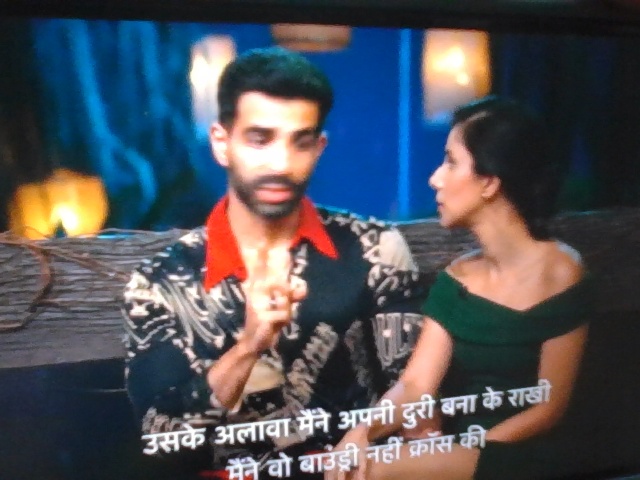 उसके अलावा मैंने अपनी दुरी बना के राखी
मैंने वो बाउंड्री नहीं क्रॉस की